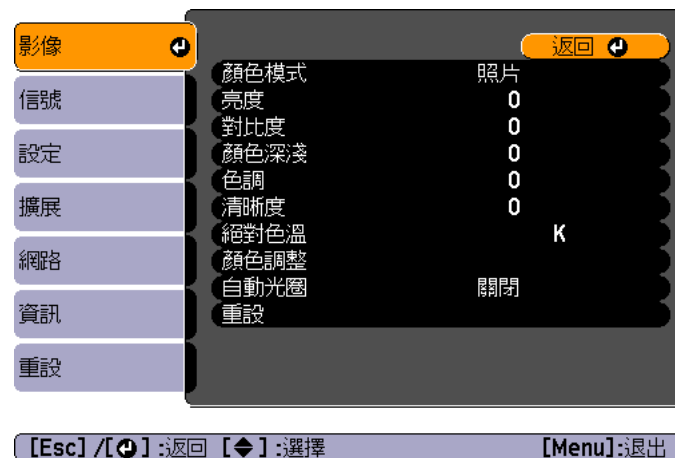 影像
信號
設定
擴展
網路
資訊
重設
返回
顏色模式 照片
亮度 0
對比度 0
顏色深淺 0
色調 0
清晰度 0
絕對色溫 K
顏色調整
自動光圈 關閉
重設
[Esc] /[ ] :返回 [ ] :選擇 [Menu]:退出